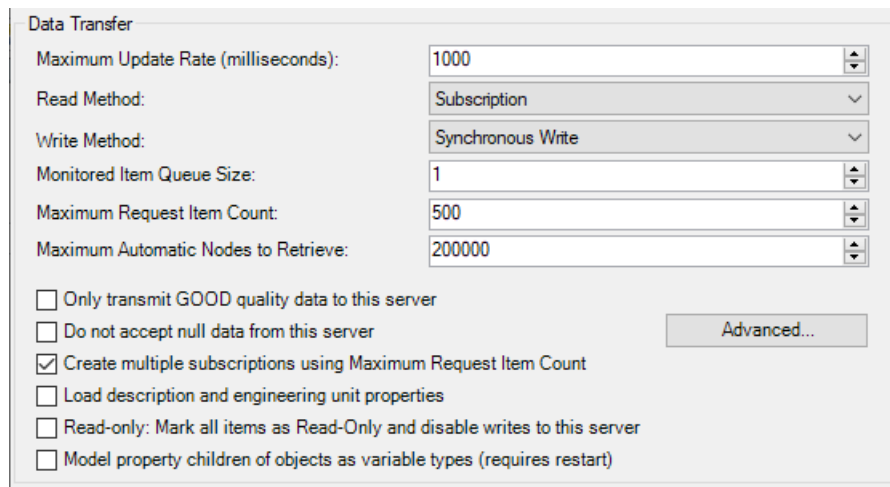 Data Transfer
Maximum Update Rate (milliseconds): 1000
Read Method: Subscription
Write Method: Synchronous Write
Monitored Item Queue Size: 1
Maximum Request Item Count: 500
Maximum Automatic Nodes to Retrieve: 200000
Only transmit GOOD quality data to this server
Do not accept null data from this server Advanced...
Create multiple subscriptions using Maximum Request Item Count
Load description and engineering unit properties
Read-only: Mark all items as Read-Only and disable writes to this server
Model property children of objects as variable types (requires restart)